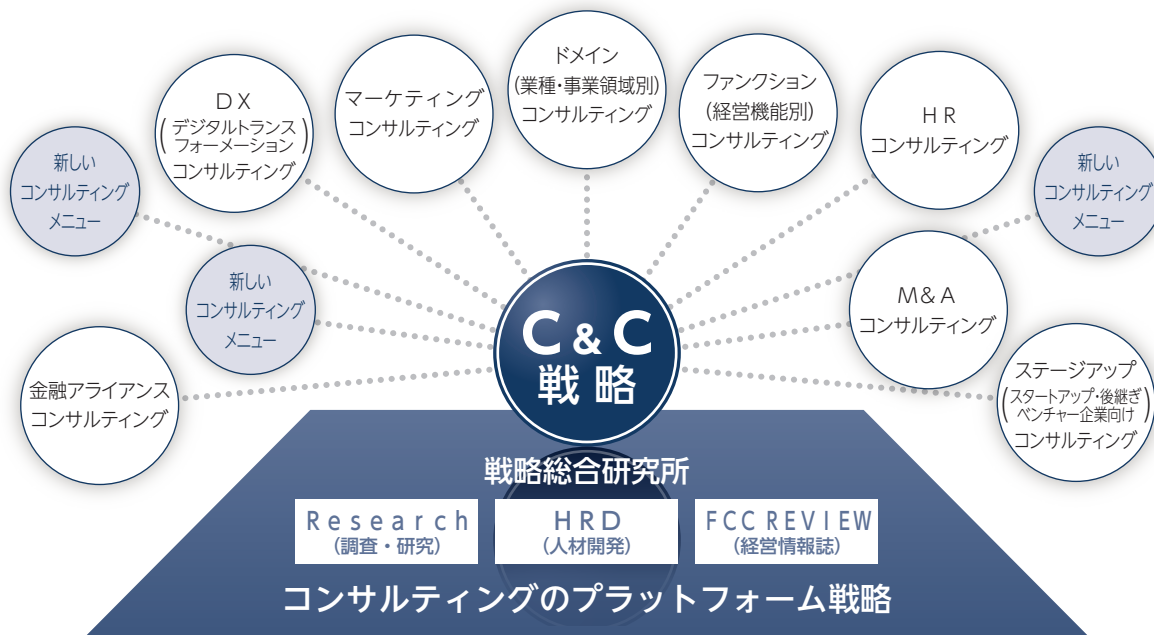 新しい
コンサルティング
メニュー
DX
(デジタルトランス
フォーメーション)
コンサルティング
マーケティング
コンサルティング
ドメイン
(業種・事業領域別)
コンサルティング
ファンクション
(経営機能別)
コンサルティング
HR
コンサルティング
新しい
コンサルティング
メニュー
新しい
コンサルティング
メニュー
M&A
コンサルティング
金融アライアンス
コンサルティング
ステージアップ
(スタートアップ・後継ぎ
ベンチャー企業向け)
コンサルティング
C&C
戦略
戦略総合研究所
Research
(調査・研究)
HRD
(人材開発)
FCC REVIEW
(経営情報誌)
コンサルティングのプラットフォーム戦略